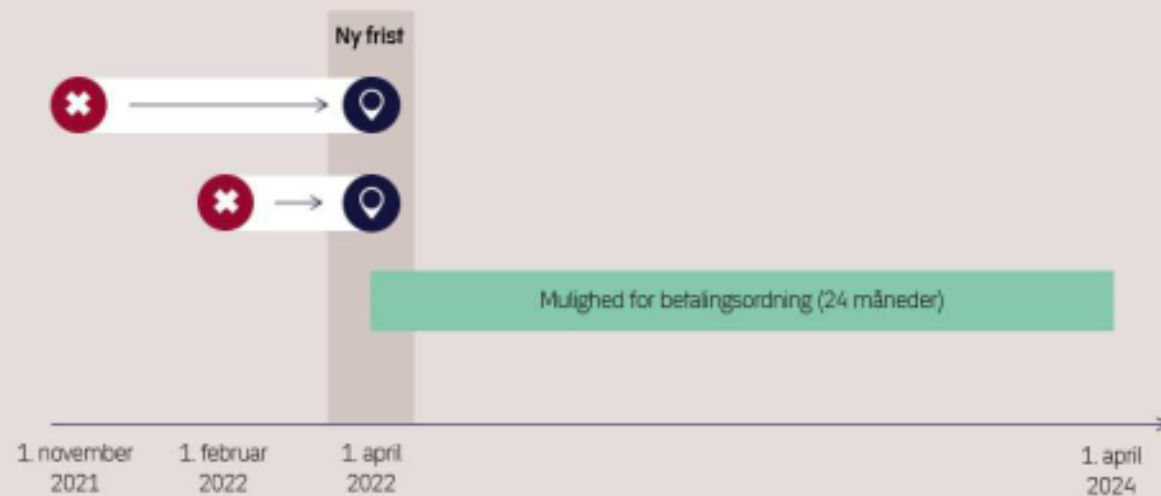 Ny frist
Mulighed for betalingsordning (24 måneder)
1. november
2021
1. februar
2022
1. april
2022
1. april
2024